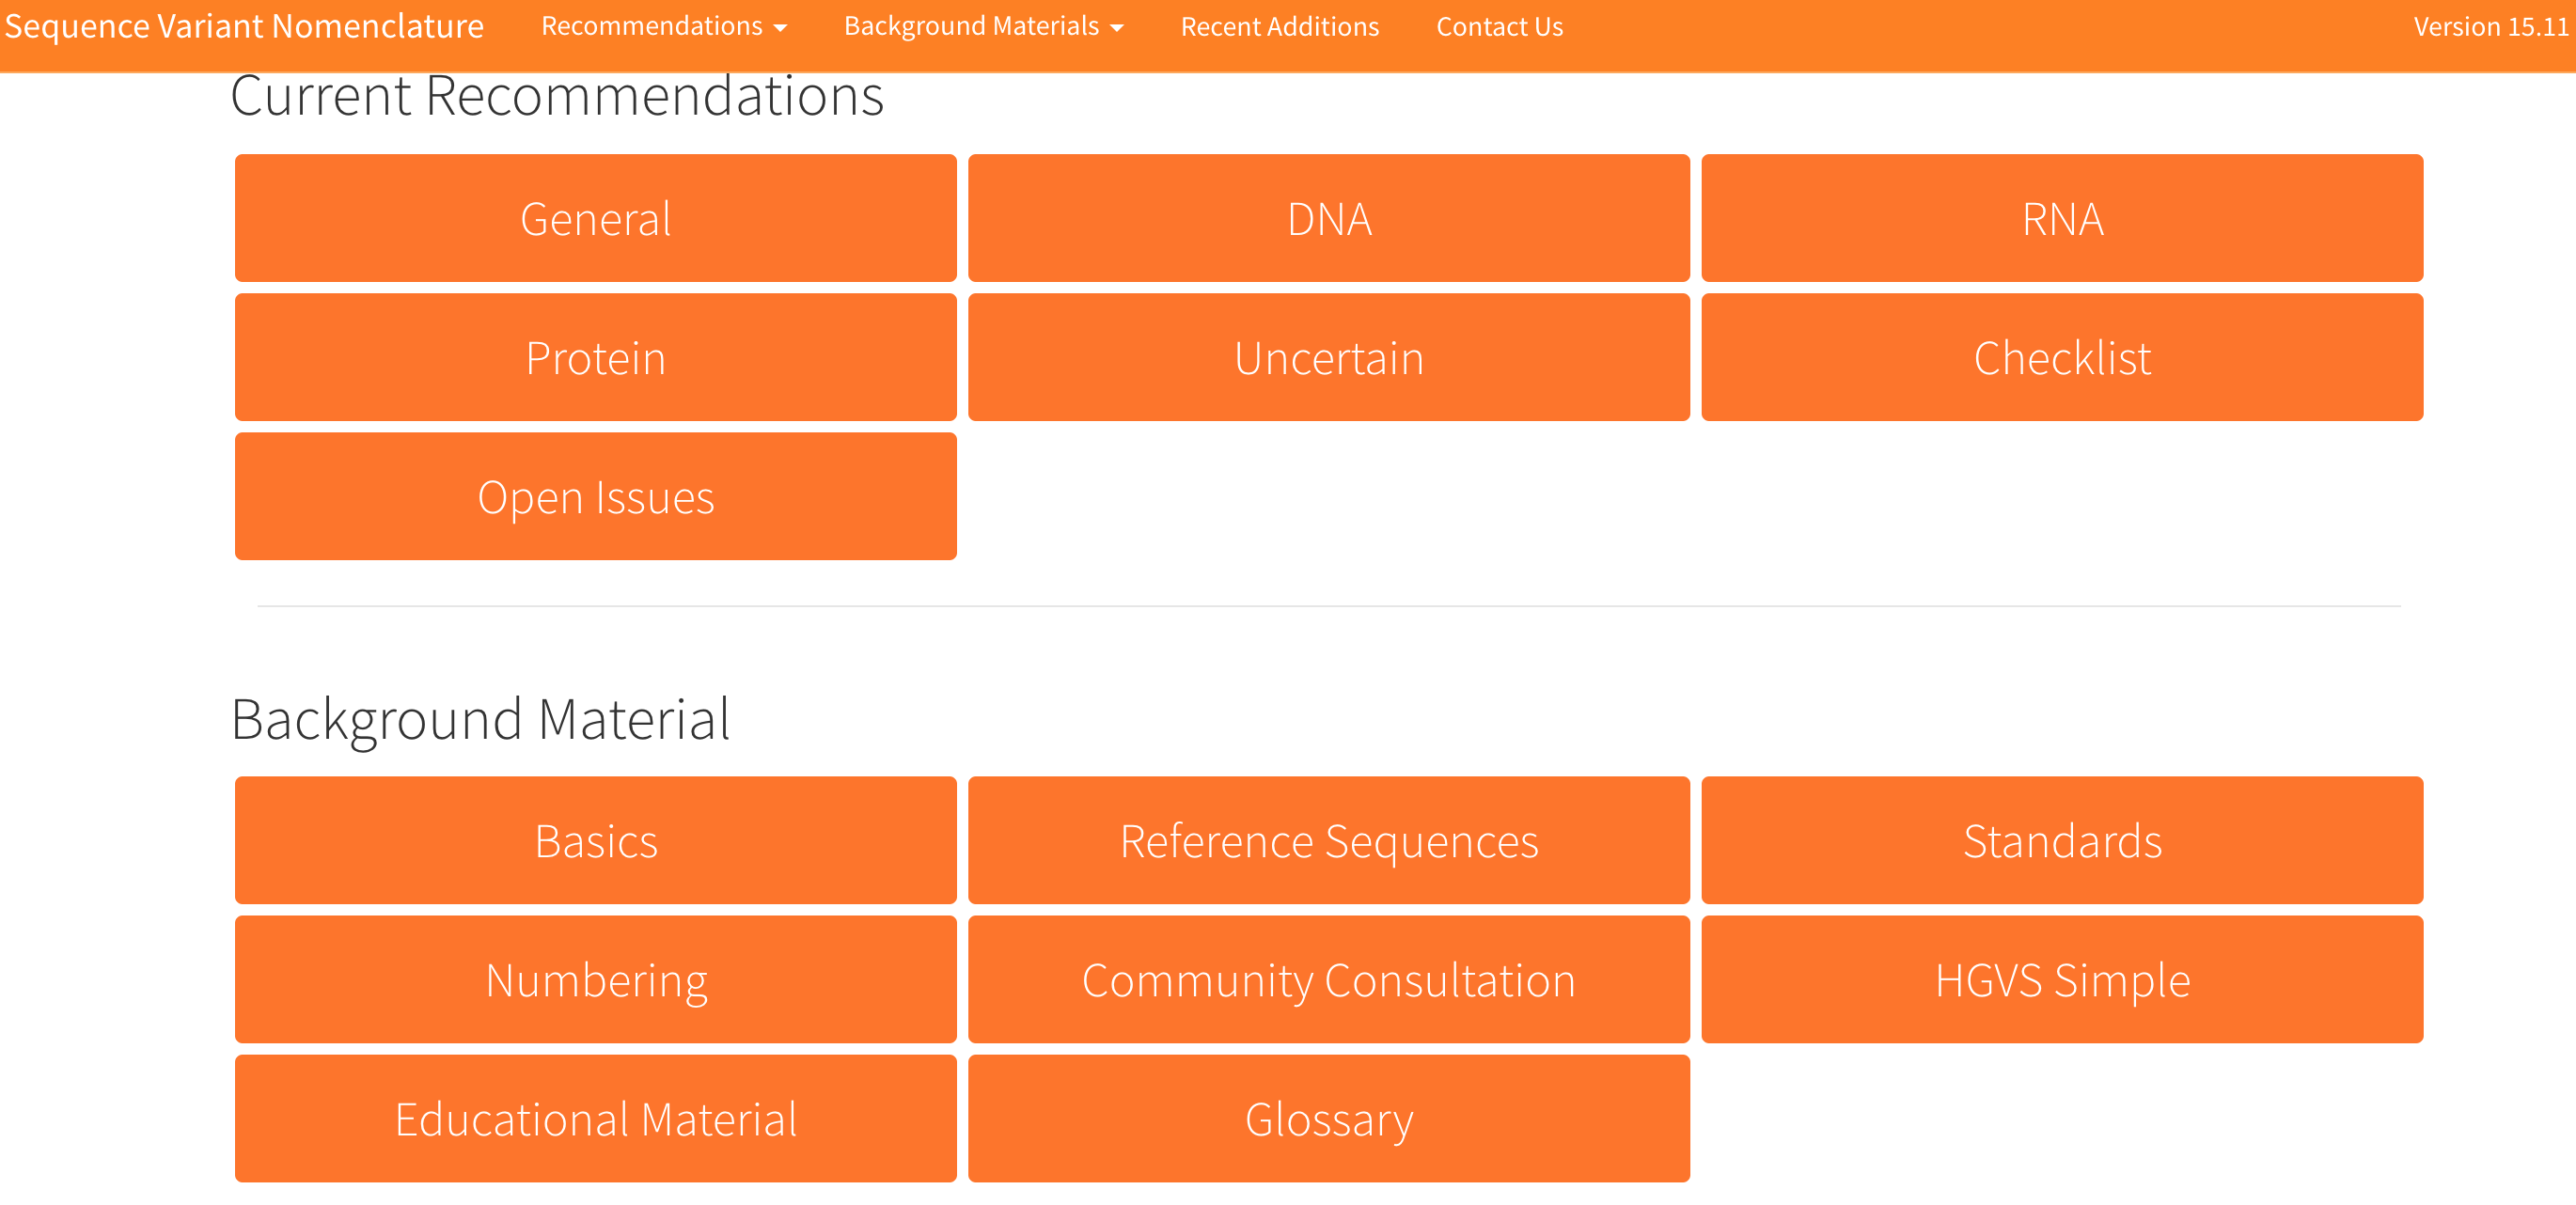 Sequence Variant Nomenclature Recommendations Background Materials Recent Additions Contact Us Version 15.11
Current Recommendations
General DNA RNA
Protein Uncertain Checklist
Open Issues
Background Material
Basics Reference Sequences Standards
Numbering Community Consultation HGVS Simple
Educational Material Glossary